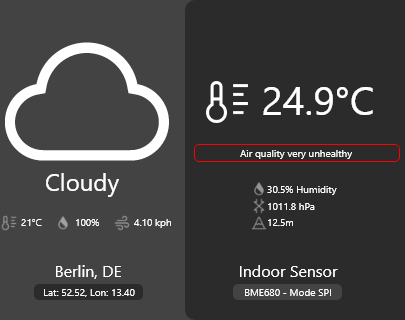 Cloudy
21°C 100% 4.10 kph
Berlin, DE
Lat: 52.52, Lon: 13.40
24.9°C
Air quality very unhealthy
30.5% Humidity
1011.8 hPa
12.5m
Indoor Sensor
BME680 - Mode SPI